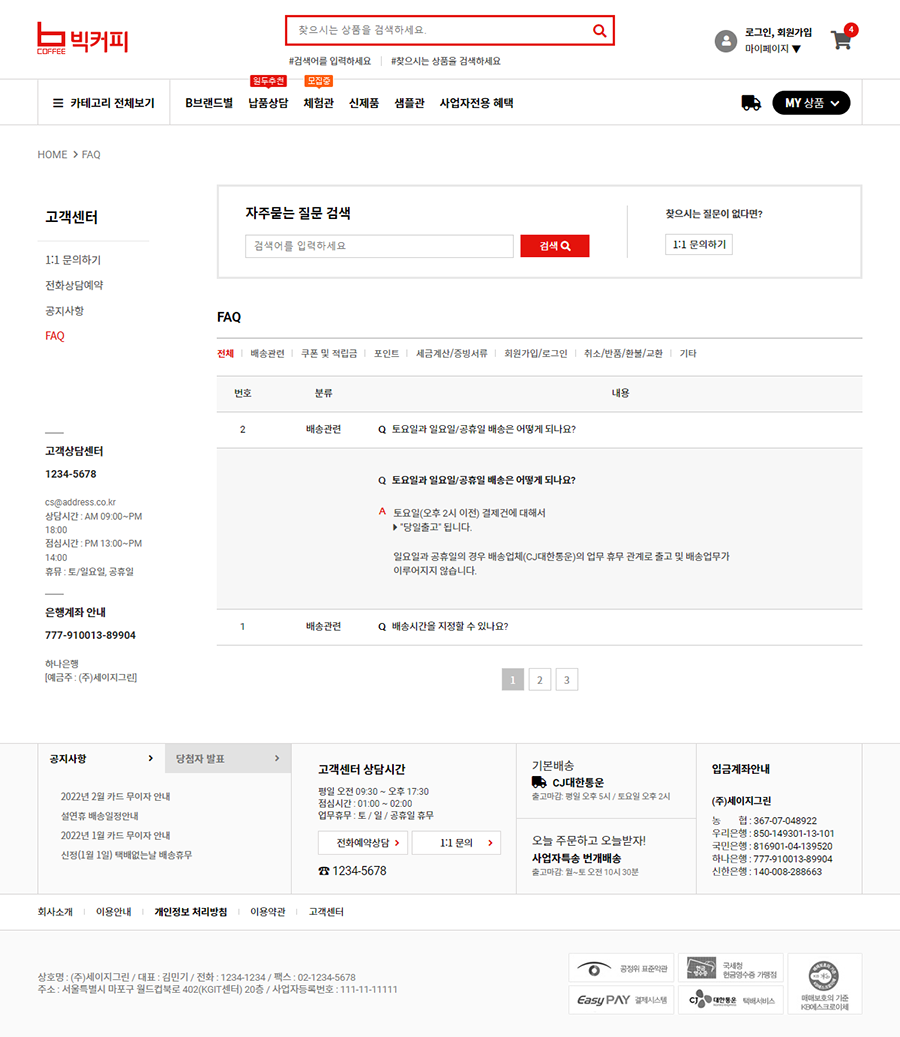 빅커피
COFFEE
찾으시는 상품을 검색하세요.
#검색어를 입력하세요
#찾으시는 상품을 검색하세요
로그인, 회원가입
마이페이지 ▼
4
카테고리 전체보기
B브랜드별
원두추천
납품상담
모집중
체험관
신제품
샘플관
사업자전용 혜택
MY 상품
HOME > FAQ
고객센터
1:1 문의하기
전화상담예약
공지사항
FAQ
자주묻는 질문 검색
검색어를 입력하세요
검색
찾으시는 질문이 없다면?
1:1 문의하기
FAQ
전체
배송관련
쿠폰 및 적립금
포인트
세금계산/증빙서류
회원가입/로그인
취소/반품/환불/교환
기타
번호
분류
내용
2
배송관련
Q 토요일과 일요일/공휴일 배송은 어떻게 되나요?
Q 토요일과 일요일/공휴일 배송은 어떻게 되나요?
A 토요일(오후 2시 이전) 결제건에 대해서
"당일출고" 됩니다.
일요일과 공휴일의 경우 배송업체(CJ대한통운)의 업무 휴무 관계로 출고 및 배송업무가
이루어지지 않습니다.
1
배송관련
Q 배송시간을 지정할 수 있나요?
1
2
3
고객상담센터
1234-5678
cs@address.co.kr
상담시간 : AM 09:00~PM
18:00
점심시간 : PM 13:00~PM
14:00
휴뮤 : 토/일요일, 공휴일
은행계좌 안내
777-910013-89904
하나은행
[예금주 : (주)세이지그린]
공지사항
당첨자 발표
2022년 2월 카드 무이자 안내
설연휴 배송일정안내
2022년 1월 카드 무이자 안내
신정(1월 1일) 택배없는날 배송휴무
고객센터 상담시간
평일 오전 09:30 ~ 오후 17:30
점심시간 : 01:00 ~ 02:00
업무휴무 : 토 / 일 / 공휴일 휴무
전화예약상담
1:1 문의
☎ 1234-5678
기본배송
CJ대한통운
출고마감: 평일 오후 5시 / 토요일 오후 2시
오늘 주문하고 오늘받자!
사업자특송 번개배송
출고마감: 월~토 오전 10시 30분
입금계좌안내
(주)세이지그린
농 협 : 367-07-048922
우리은행 : 850-149301-13-101
국민은행 : 816901-04-139520
하나은행 : 777-910013-89904
신한은행 : 140-008-288663
회사소개
이용안내
개인정보 처리방침
이용약관
고객센터
상호명 : (주)세이지그린 / 대표 : 김민기 / 전화 : 1234-1234 / 팩스 : 02-1234-5678
주소 : 서울특별시 마포구 월드컵북로 402(KGIT센터) 20층 / 사업자등록번호 : 111-11-11111
공정위 표준약관
국세청
현금영수증 가맹점
EasyPAY 결제시스템
CJ 대한통운 택배서비스
매매보호의 기준
KB에스크로이체